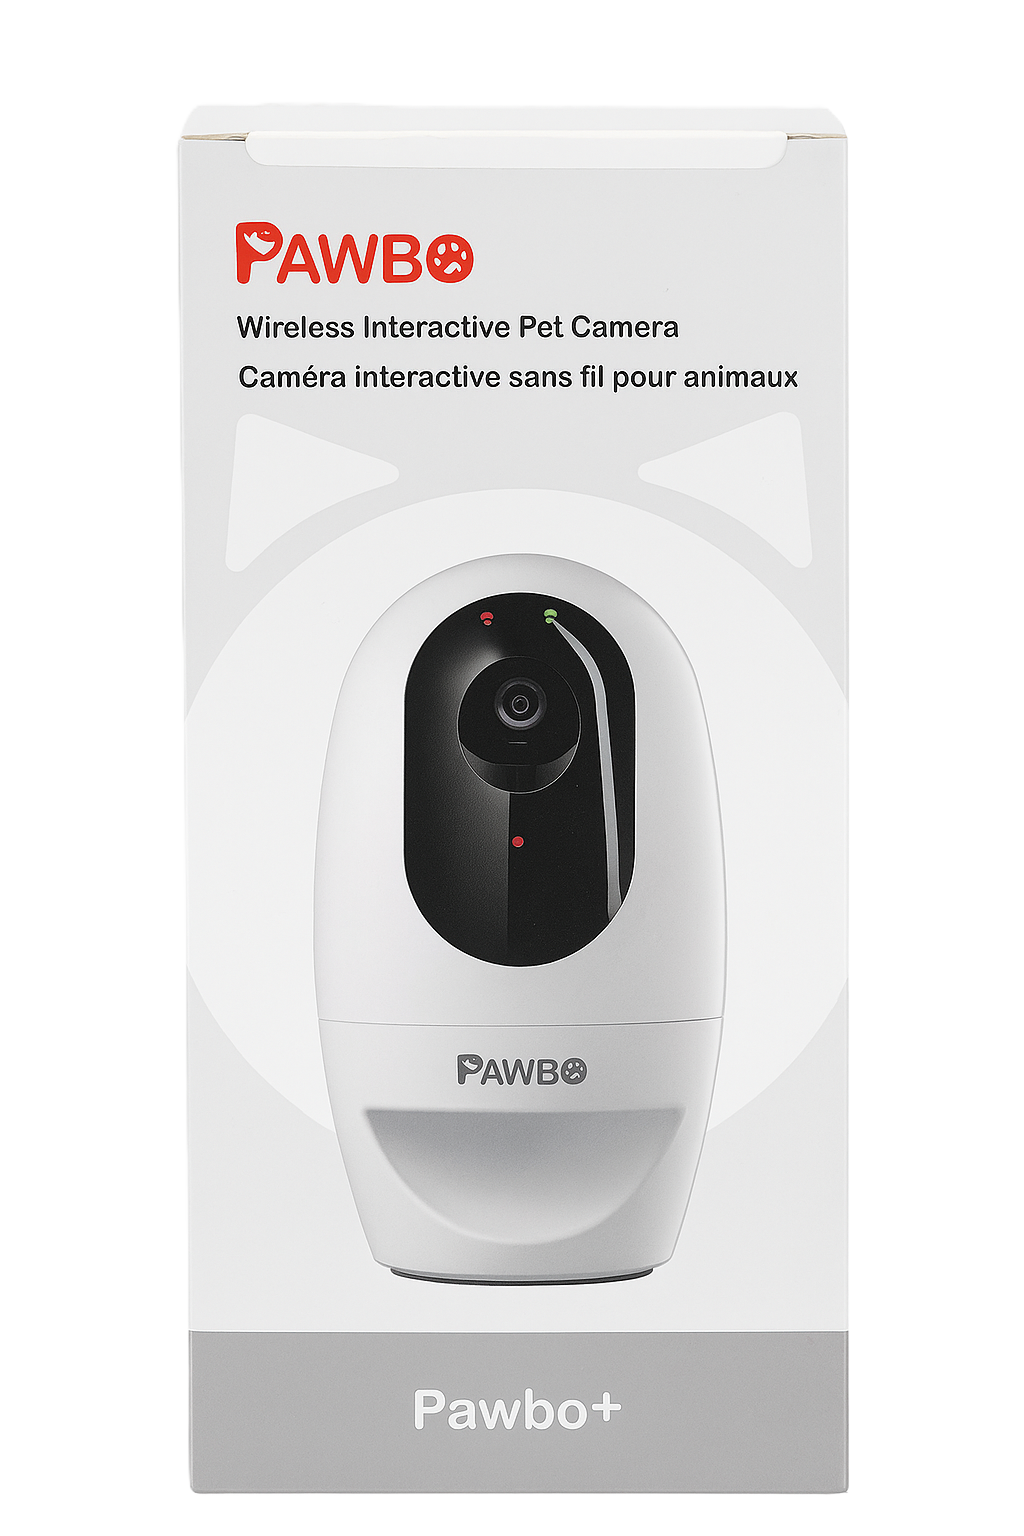 PAWBO
Wireless Interactive Pet Camera
Caméra interactive sans fil pour animaux
PAWBO
Pawbo+